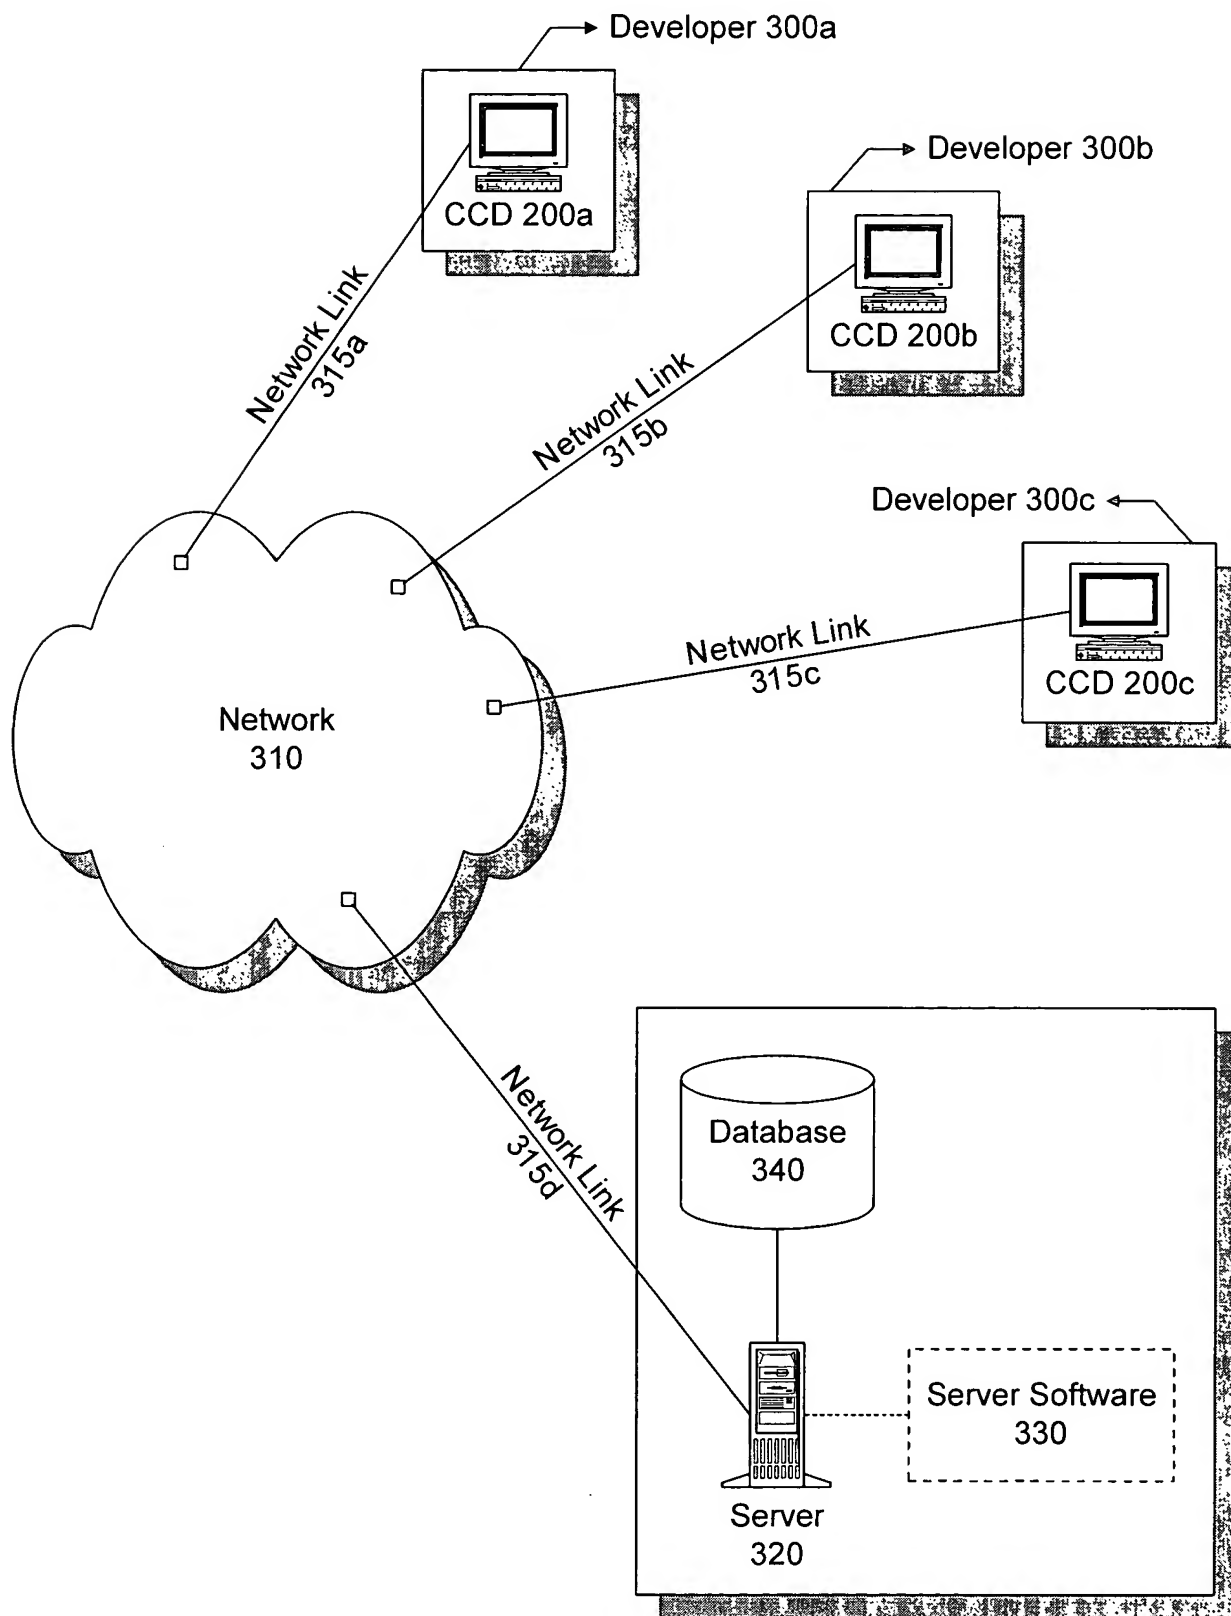 Developer 300a
CCD 200a
Developer 300b
CCD 200b
Network Link
315a
Network Link
315b
Developer 300c
CCD 200c
Network Link
315c
Network
310
Network Link
315d
Database
340
Server Software
330
Server
320